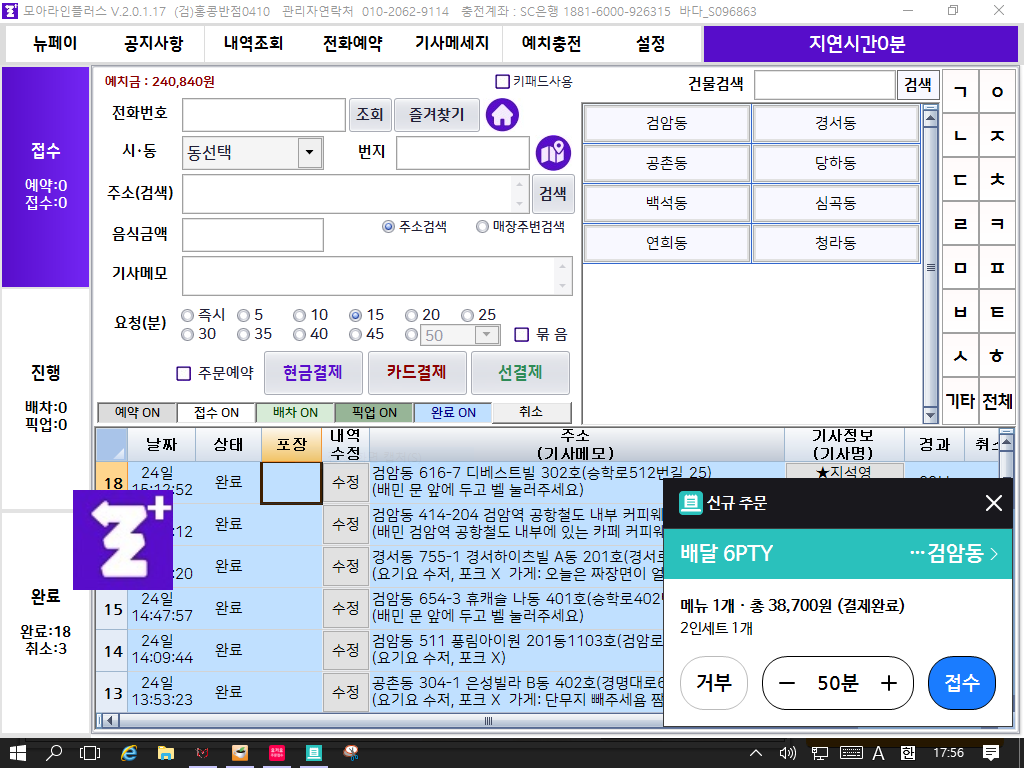 모아라인플러스 V.2.0.1.17 (검)홍콩반점0410 관리자연락처 010-2062-9114 충전계좌 : SC은행 1881-6000-926315 바다_S096863
뉴페이 공지사항 내역조회 전화예약 기사메세지 예치충전 설정 지연시간0분
접수
예약:0
접수:0
진행
배차:0
픽업:0
완료
완료:18
취소:3
예치금 : 240,840원 키패드사용
전화번호 조회 즐겨찾기
시·동 동선택 번지
주소(검색) 검색
음식금액 주소검색 매장주변검색
기사메모
요청(분) 즉시 5 10 15 20 25
30 35 40 45 50 묶 음
주문예약 현금결제 카드결제 선결제
예약 ON 접수 ON 배차 ON 픽업 ON 완료 ON 취소
건물검색 검색
검암동 경서동
공촌동 당하동
백석동 심곡동
연희동 청라동
ㄱ ㅇ
ㄴ ㅈ
ㄷ ㅊ
ㄹ ㅋ
ㅁ ㅍ
ㅂ ㅌ
ㅅ ㅎ
기타 전체
날짜 상태 포장 내역수정 주소(기사메모) 기사정보(기사명) 경과
18 24일 완료 수정 검암동 616-7 디베스트빌 302호(승학로512번길 25) ★지석영
(배민 문 앞에 두고 벨 눌러주세요)
완료 수정 검암동 414-204 검암역 공항철도 내부 커피
:12 (배민 검암역 공항철도 내부에 있는 카페 커피
완료 수정 경서동 755-1 경서하이츠빌 A동 201호(경서
:20 (요기요 수저, 포크 X 가게: 오늘은 짜장면이
15 24일 완료 수정 검암동 654-3 휴캐슬 나동 401호(승학로402
14:47:57 (배민 문 앞에 두고 벨 눌러주세요)
14 24일 완료 수정 검암동 511 풍림아이원 201동1103호(검암로
14:09:44 (요기요 수저, 포크 X)
13 24일 완료 수정 공촌동 304-1 은성빌라 B동 402호(경명대로
13:53:23 (요기요 수저, 포크 X 가게: 단무지 빼주세욤
신규 주문
배달 6PTY ···검암동
메뉴 1개 · 총 38,700원 (결제완료)
2인세트 1개
거부 50분 접수
A 한 17:56